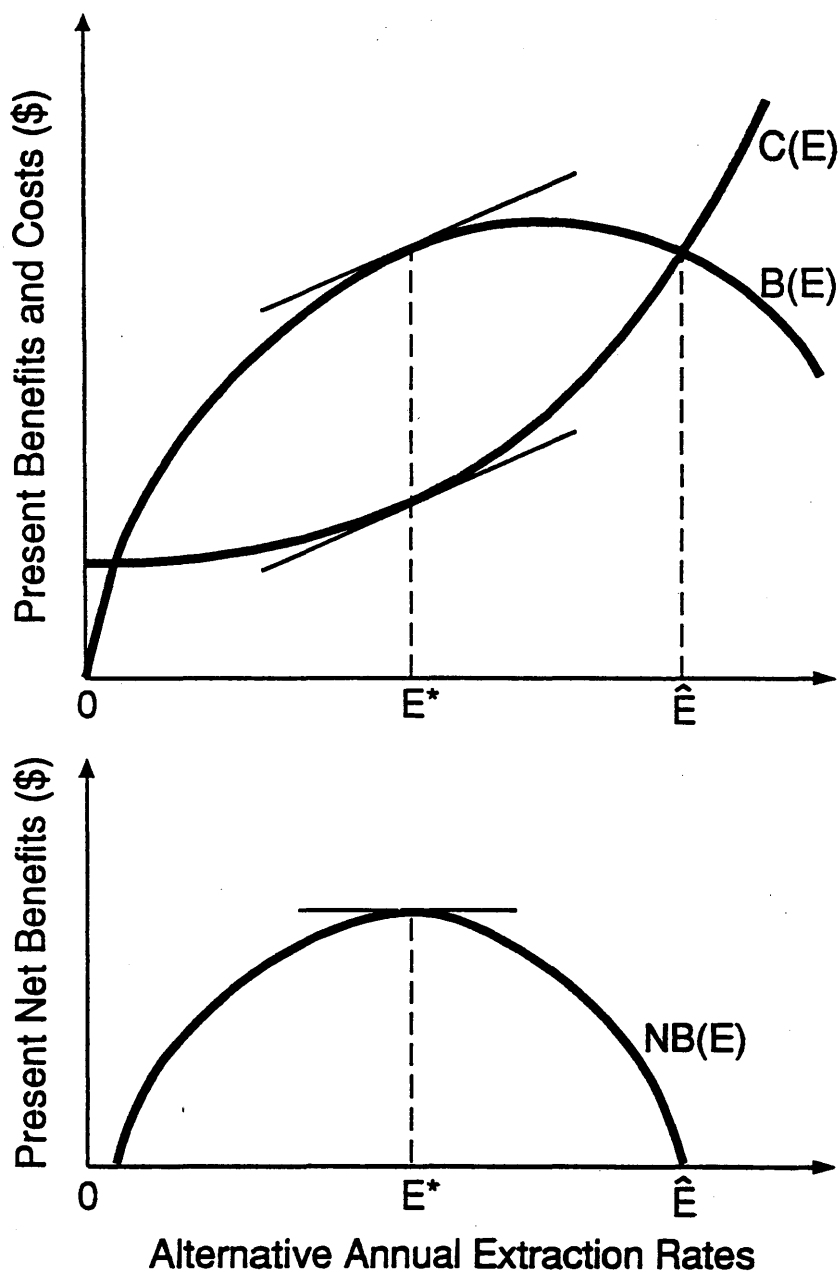 Present Benefits and Costs ($)
C(E)
B(E)
0
E*
Ê
Present Net Benefits ($)
NB(E)
0
E*
Ê
Alternative Annual Extraction Rates